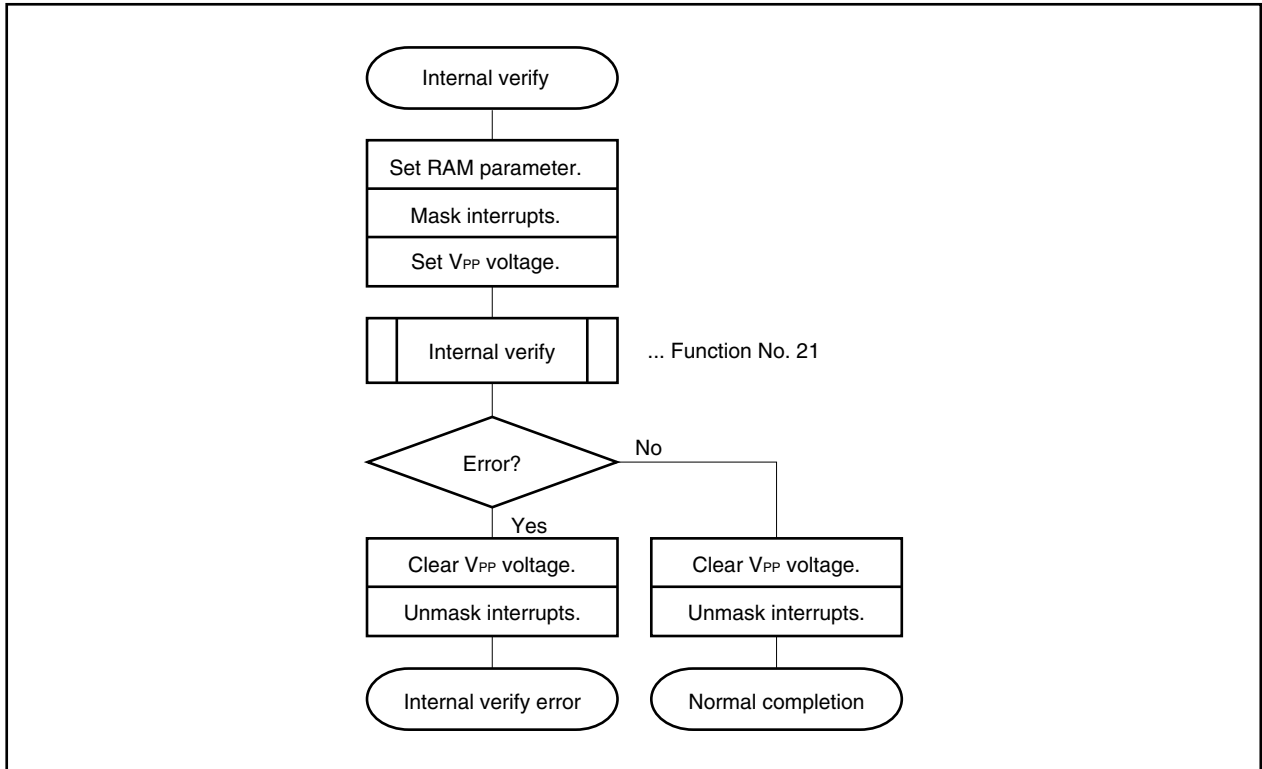 Internal verify
Set RAM parameter.
Mask interrupts.
Set VPP voltage.
Internal verify
... Function No. 21
Error?
No
Yes
Clear VPP voltage.
Unmask interrupts.
Internal verify error
Clear VPP voltage.
Unmask interrupts.
Normal completion